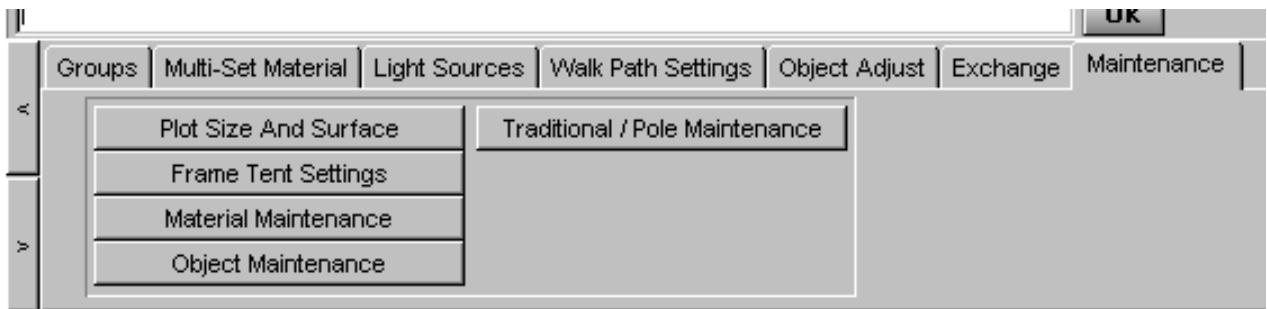 OK
Groups Multi-Set Material Light Sources Walk Path Settings Object Adjust Exchange Maintenance
Plot Size And Surface Traditional / Pole Maintenance
Frame Tent Settings
Material Maintenance
Object Maintenance